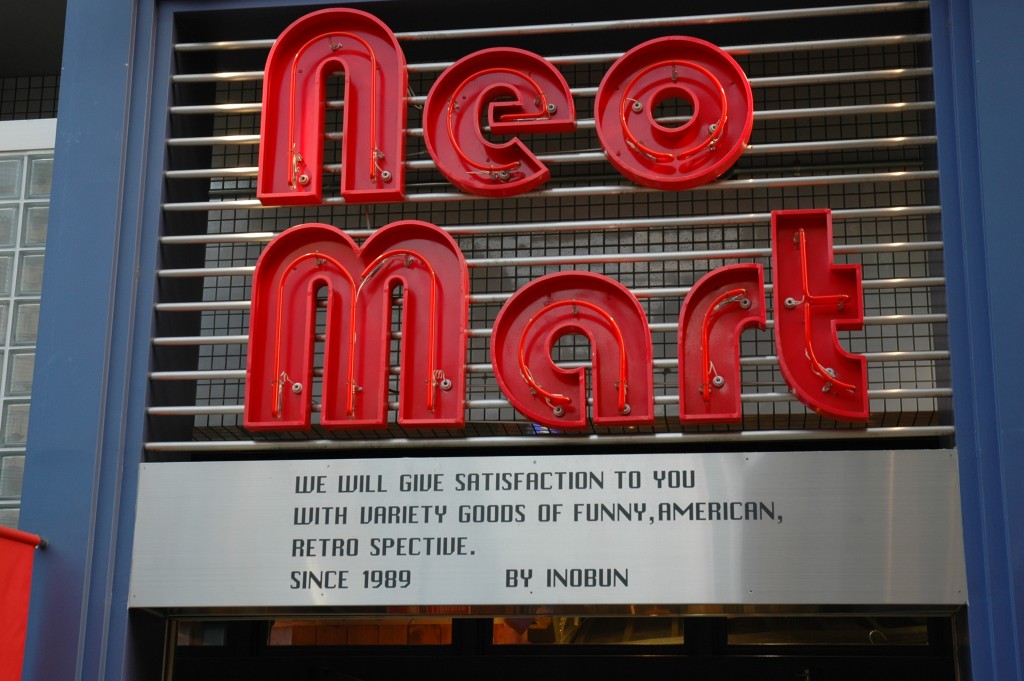 Neo
Mart
WE WILL GIVE SATISFACTION TO YOU
WITH VARIETY GOODS OF FUNNY,AMERICAN,
RETRO SPECTIVE.
SINCE 1989 BY INOBUN